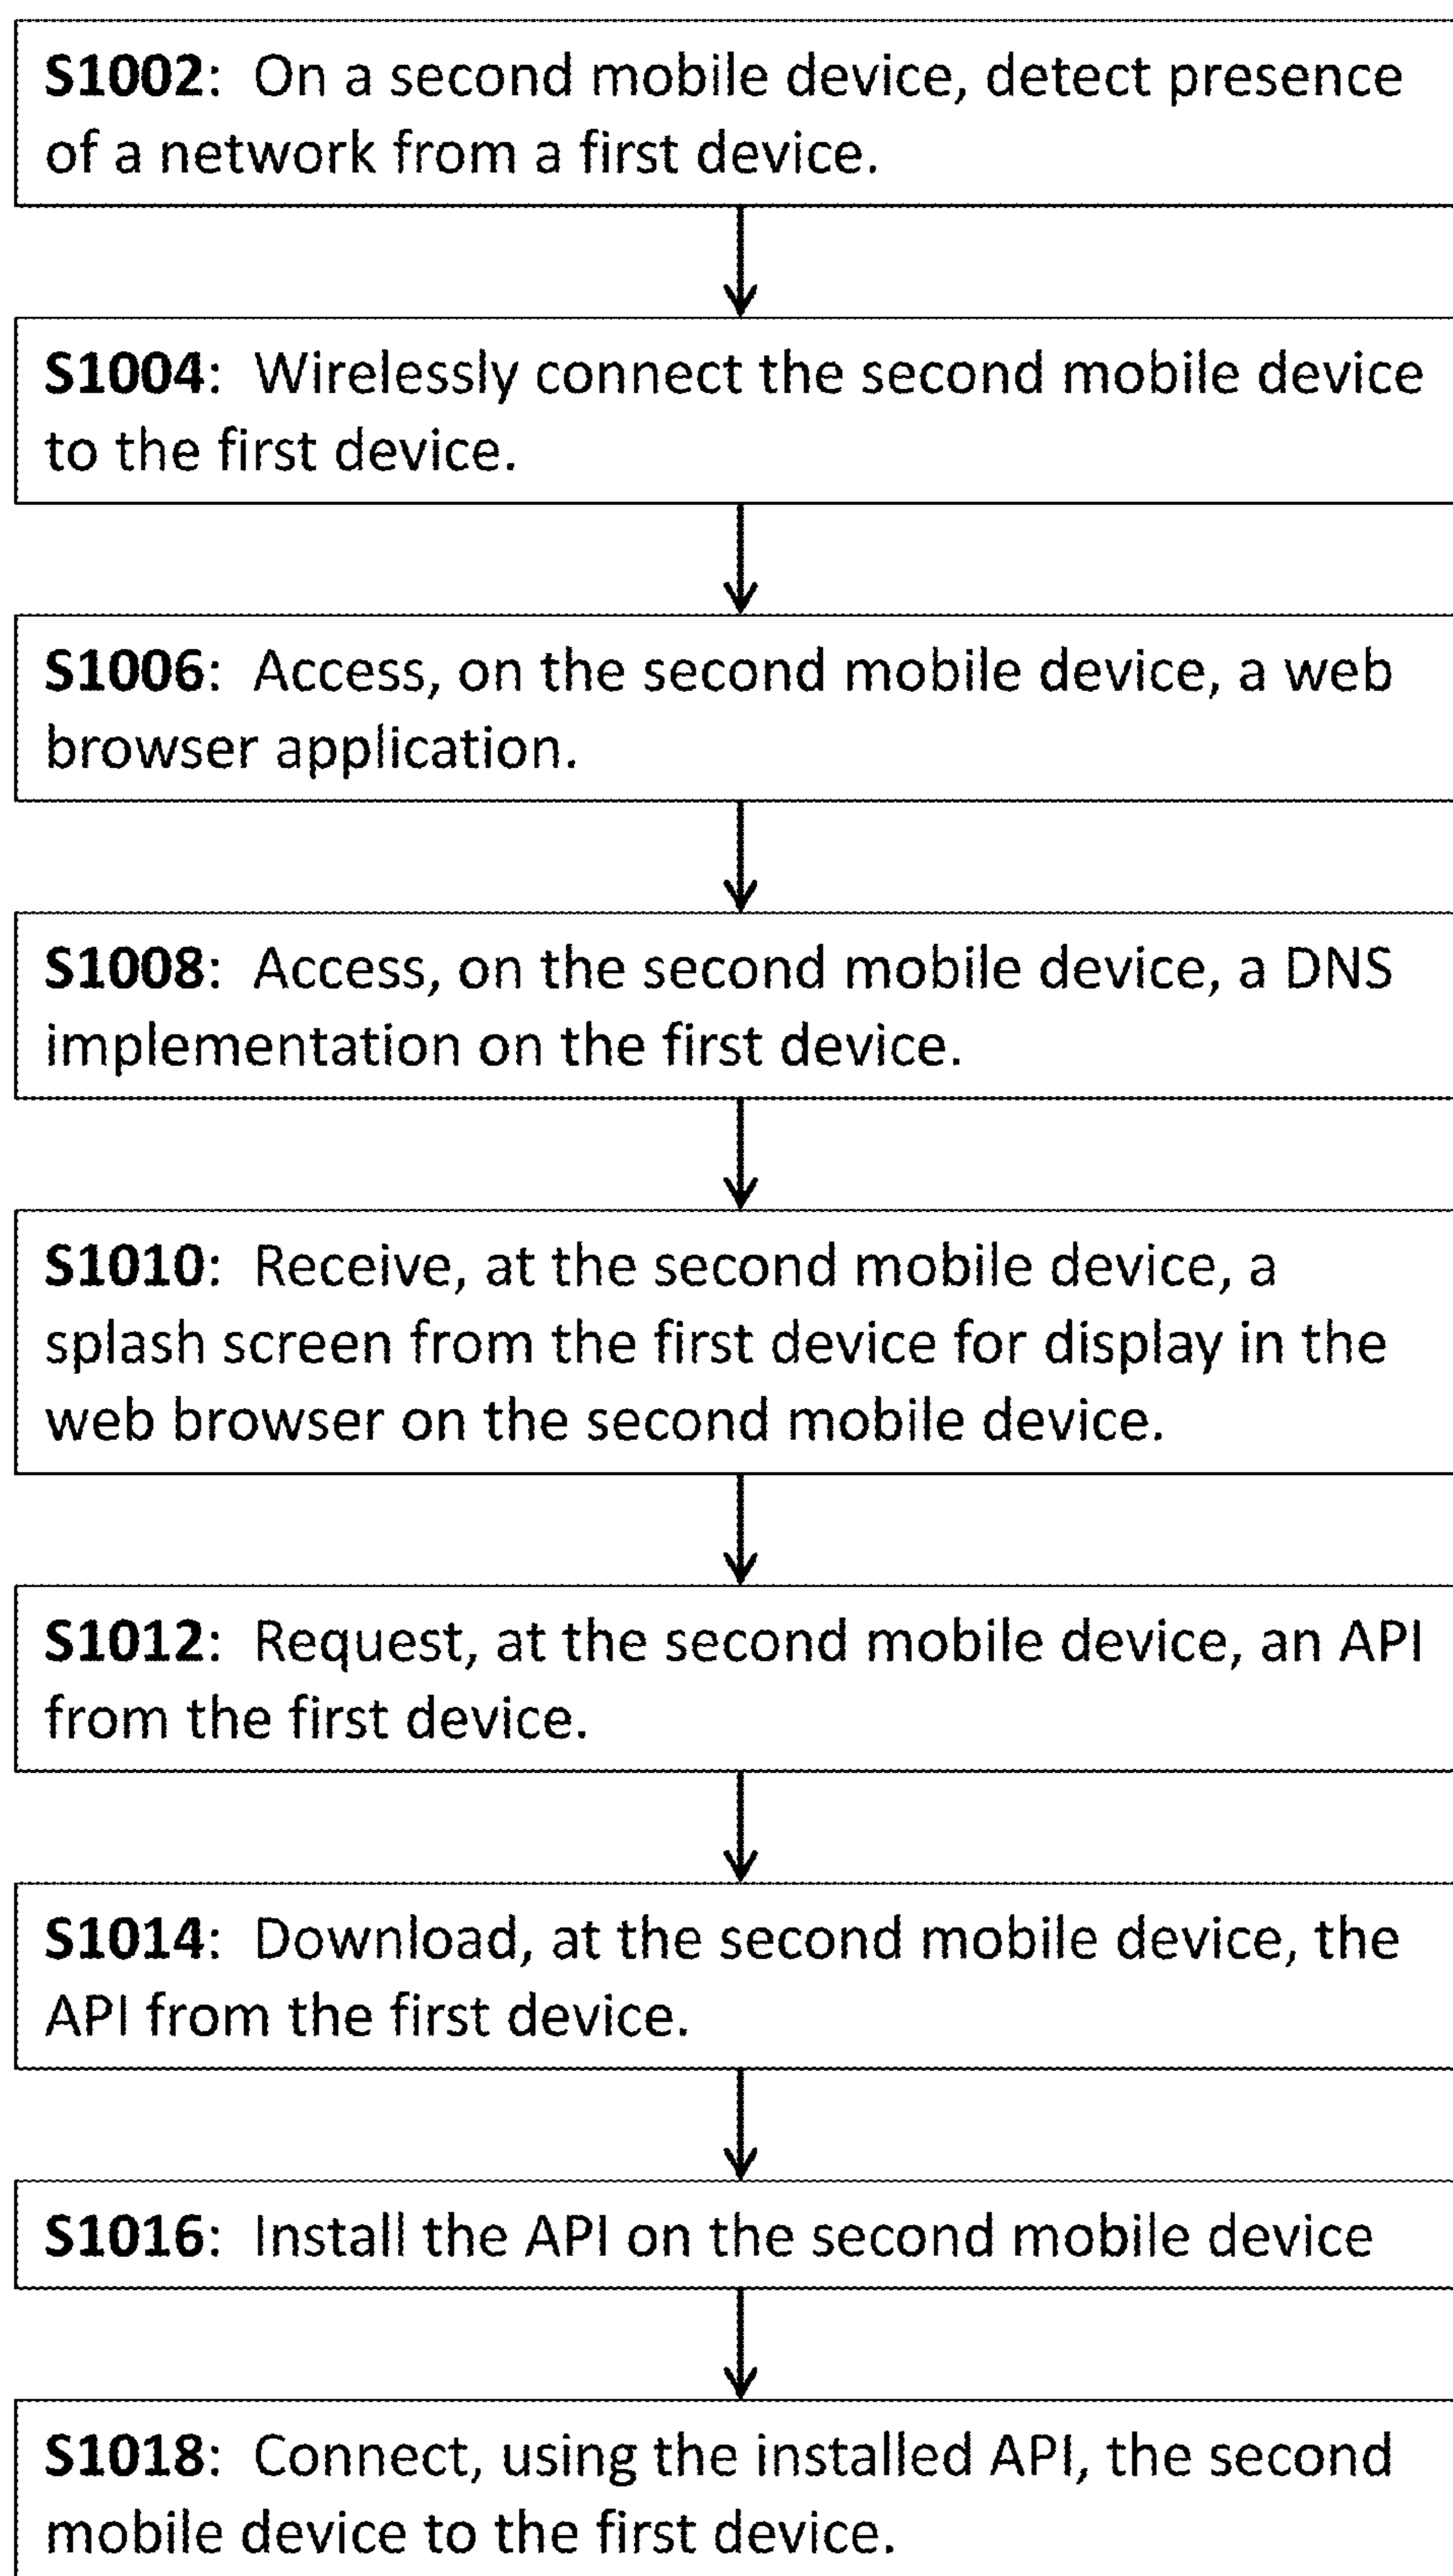 S1002: On a second mobile device, detect presence
of a network from a first device.
S1004: Wirelessly connect the second mobile device
to the first device.
S1006: Access, on the second mobile device, a web
browser application.
S1008: Access, on the second mobile device, a DNS
implementation on the first device.
S1010: Receive, at the second mobile device, a
splash screen from the first device for display in the
web browser on the second mobile device.
S1012: Request, at the second mobile device, an API
from the first device.
S1014: Download, at the second mobile device, the
API from the first device.
S1016: Install the API on the second mobile device
S1018: Connect, using the installed API, the second
mobile device to the first device.